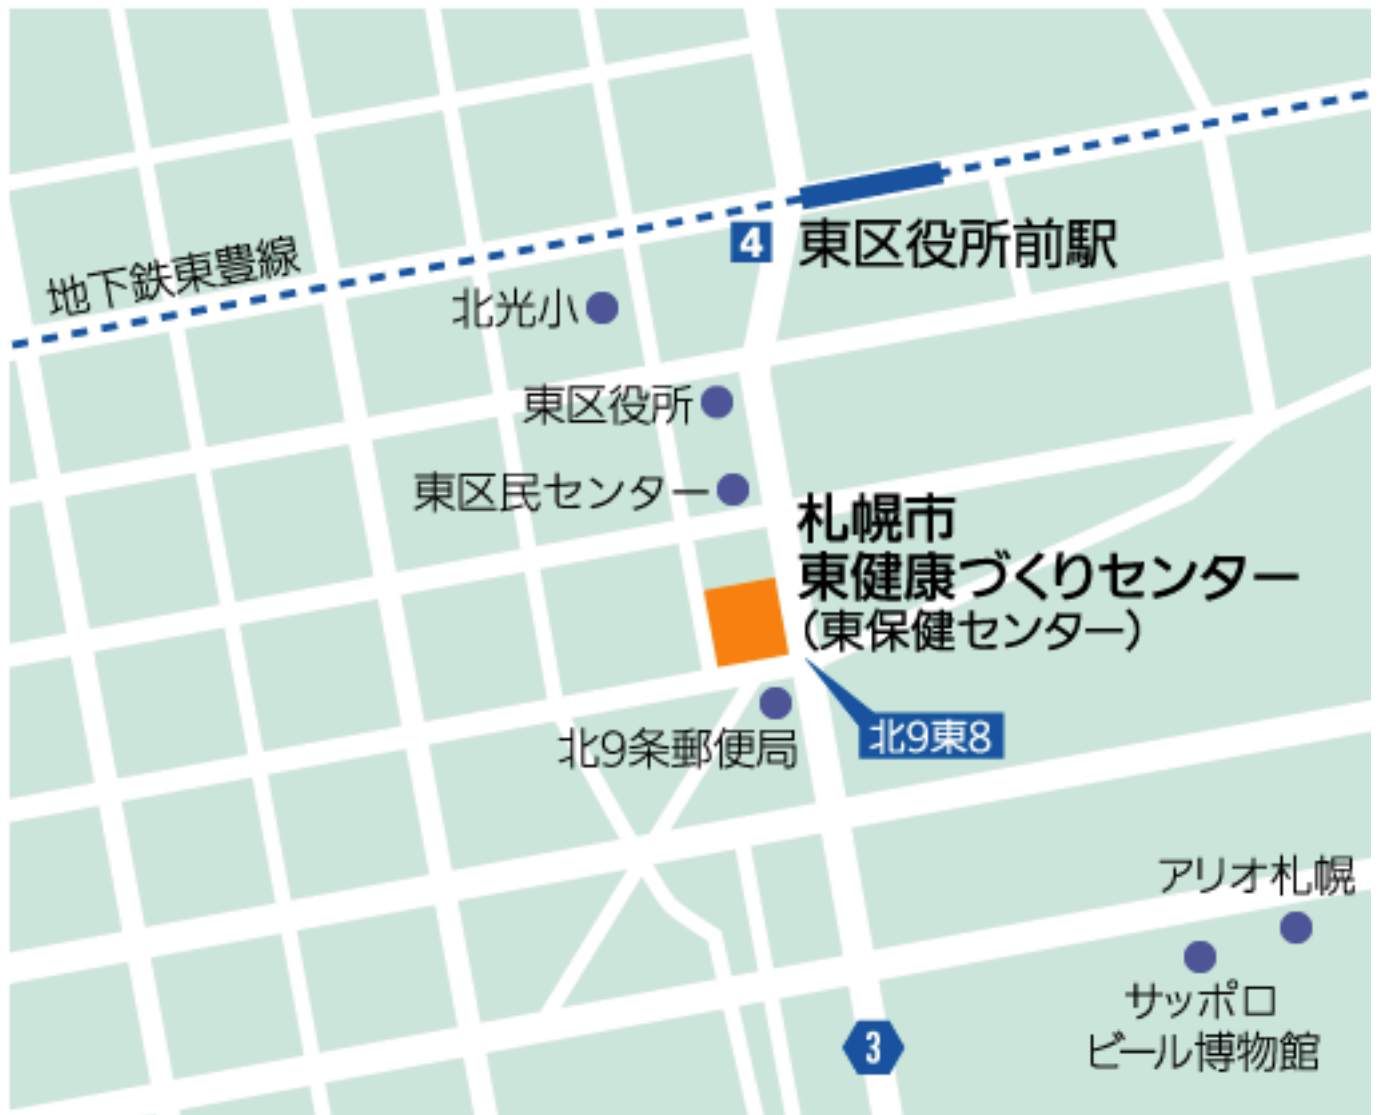 地下鉄東豊線
4
東区役所前駅
北光小
東区役所
東区民センター
札幌市
東健康づくりセンター
（東保健センター）
北9条郵便局
北9東8
アリオ札幌
サッポロ
ビール博物館
3